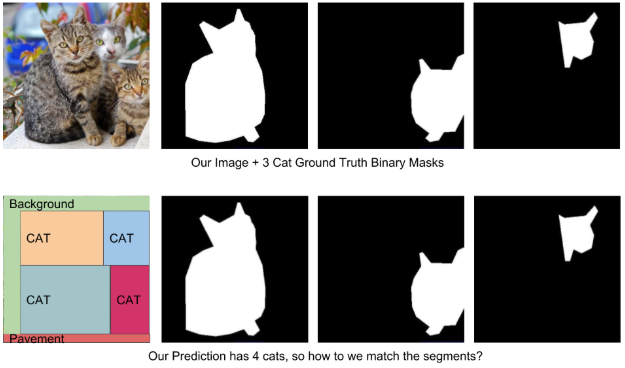 Our Image + 3 Cat Ground Truth Binary Masks
Background
CAT
CAT
CAT
CAT
Pavement
Our Prediction has 4 cats, so how to we match the segments?